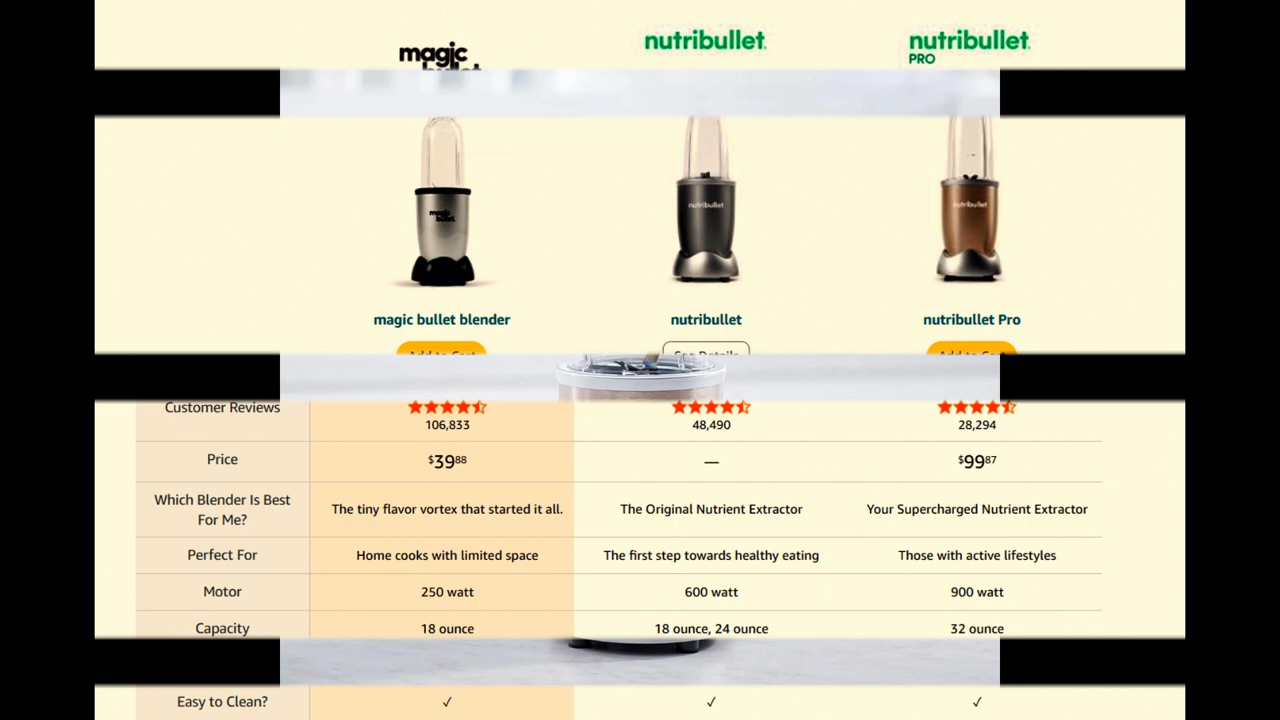 magic
nutribullet.
nutribullet.
PRO
magic
bullet.
nutribullet
nutribullet
magic bullet blender
nutribullet
nutribullet Pro
Customer Reviews
106,833
48,490
28,294
Price
$39.88
—
$99.87
Which Blender Is Best
For Me?
The tiny flavor vortex that started it all.
The Original Nutrient Extractor
Your Supercharged Nutrient Extractor
Perfect For
Home cooks with limited space
The first step towards healthy eating
Those with active lifestyles
Motor
250 watt
600 watt
900 watt
Capacity
18 ounce
18 ounce, 24 ounce
32 ounce
Easy to Clean?
✓
✓
✓